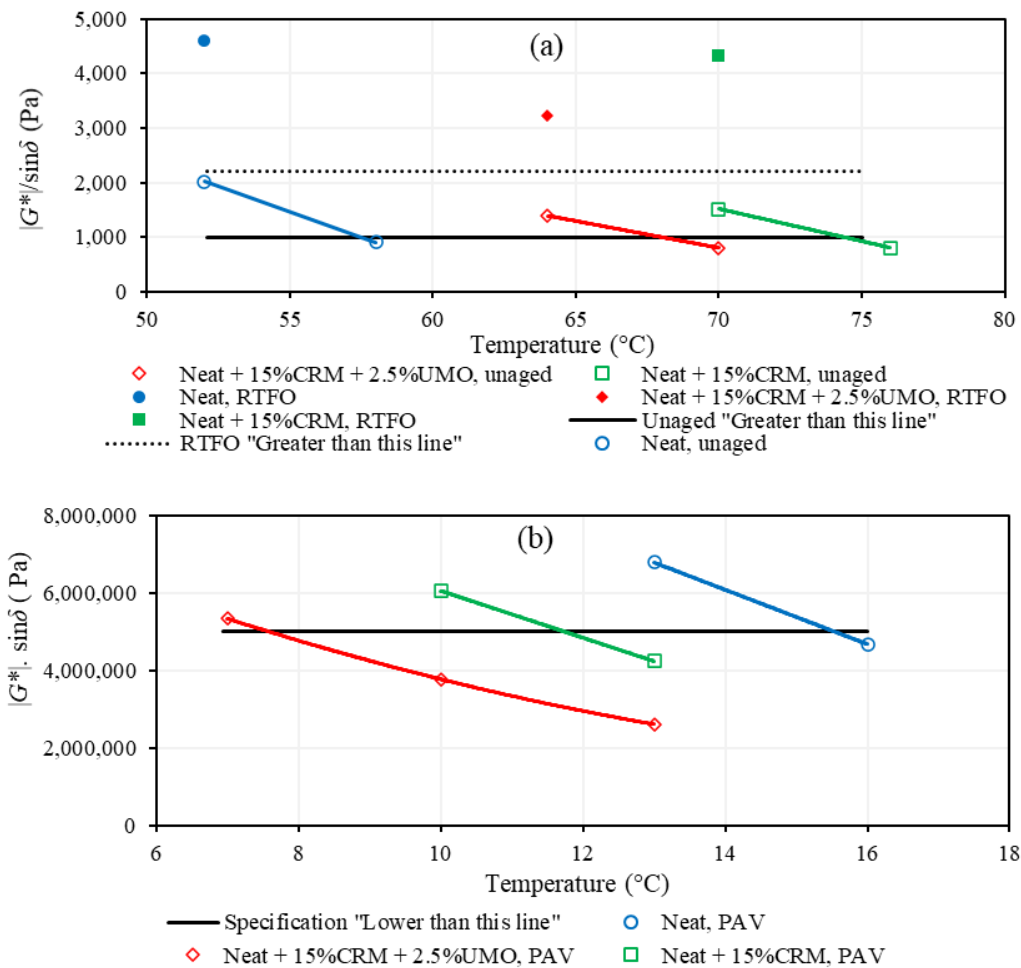 (a)
|G*|/sinδ (Pa)
5,000
4,000
3,000
2,000
1,000
0
50 55 60 65 70 75 80
Temperature (°C)
Neat + 15%CRM + 2.5%UMO, unaged Neat + 15%CRM, unaged
Neat, RTFO Neat + 15%CRM + 2.5%UMO, RTFO
Neat + 15%CRM, RTFO Unaged "Greater than this line"
RTFO "Greater than this line" Neat, unaged
(b)
|G*|. sinδ ( Pa)
8,000,000
6,000,000
4,000,000
2,000,000
0
6 8 10 12 14 16 18
Temperature (°C)
Specification "Lower than this line" Neat, PAV
Neat + 15%CRM + 2.5%UMO, PAV Neat + 15%CRM, PAV